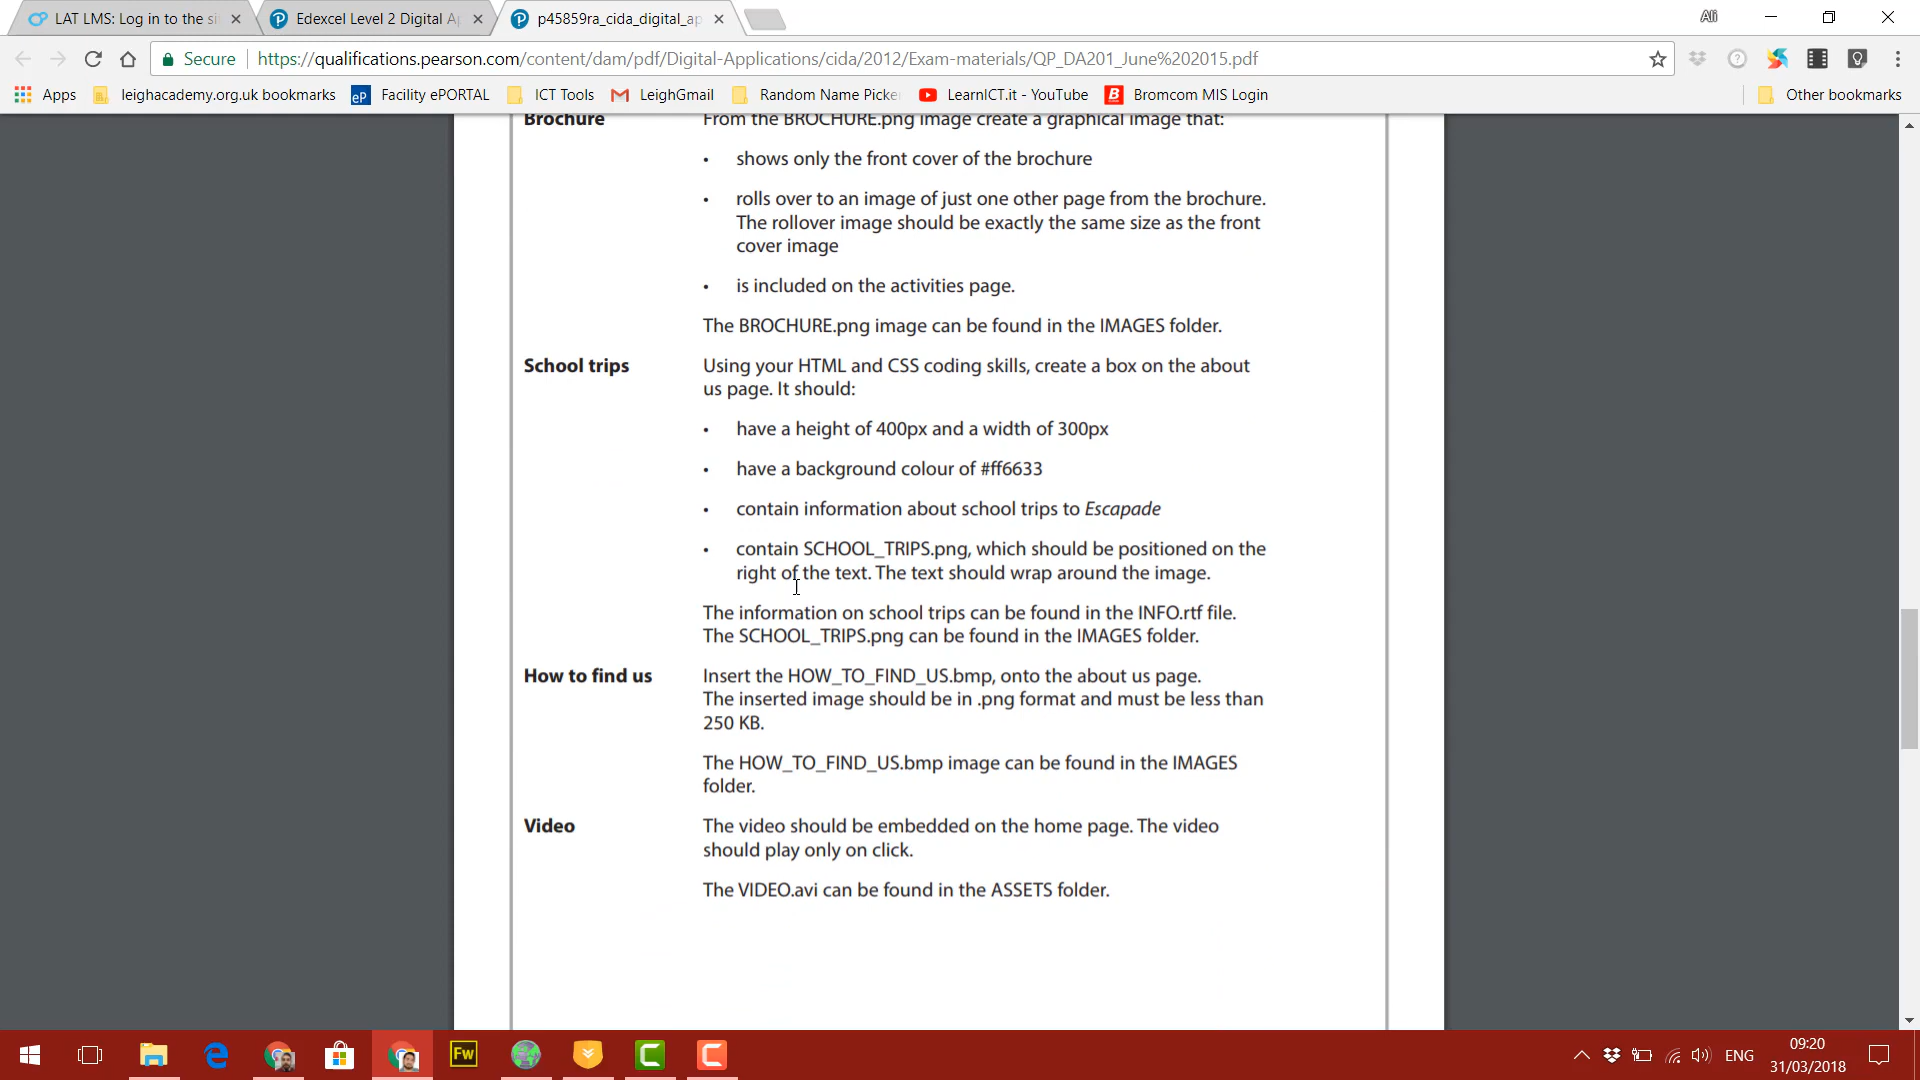 LAT LMS: Log in to the si
Edexcel Level 2 Digital Ap
p45859ra_cida_digital_ap
Ali
Secure
https://qualifications.pearson.com/content/dam/pdf/Digital-Applications/cida/2012/Exam-materials/QP_DA201_June%202015.pdf
Apps
leighacademy.org.uk bookmarks
eP
Facility ePORTAL
ICT Tools
LeighGmail
Random Name Picke
LearnICT.it - YouTube
B
Bromcom MIS Login
Other bookmarks
Brochure
From the BROCHURE.png image create a graphical image that:
• shows only the front cover of the brochure
• rolls over to an image of just one other page from the brochure.
The rollover image should be exactly the same size as the front
cover image
• is included on the activities page.
The BROCHURE.png image can be found in the IMAGES folder.
School trips
Using your HTML and CSS coding skills, create a box on the about
us page. It should:
• have a height of 400px and a width of 300px
• have a background colour of #ff6633
• contain information about school trips to Escapade
• contain SCHOOL_TRIPS.png, which should be positioned on the
right of the text. The text should wrap around the image.
The information on school trips can be found in the INFO.rtf file.
The SCHOOL_TRIPS.png can be found in the IMAGES folder.
How to find us
Insert the HOW_TO_FIND_US.bmp, onto the about us page.
The inserted image should be in .png format and must be less than
250 KB.
The HOW_TO_FIND_US.bmp image can be found in the IMAGES
folder.
Video
The video should be embedded on the home page. The video
should play only on click.
The VIDEO.avi can be found in the ASSETS folder.
Fw
ENG
09:20
31/03/2018